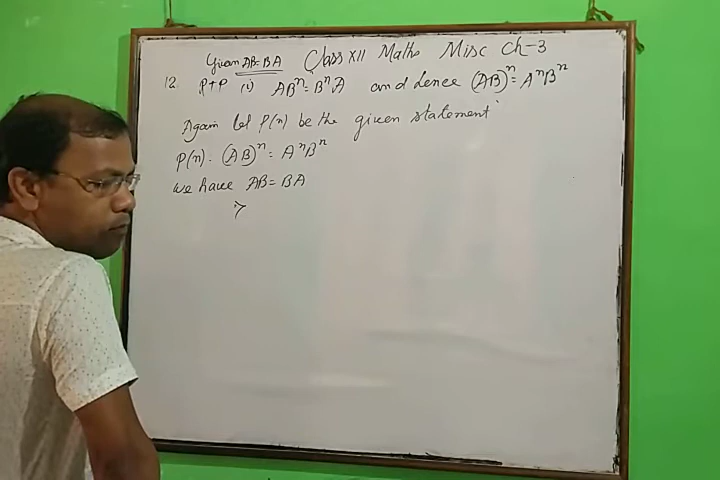 Given AB=BA Class XII Maths Misc Ch-3
12. P+P (i) ABⁿ=BⁿA and hence (AB)ⁿ=AⁿBⁿ
Again let P(n) be the given statement
P(n): (AB)ⁿ=AⁿBⁿ
we have AB=BA
⇒